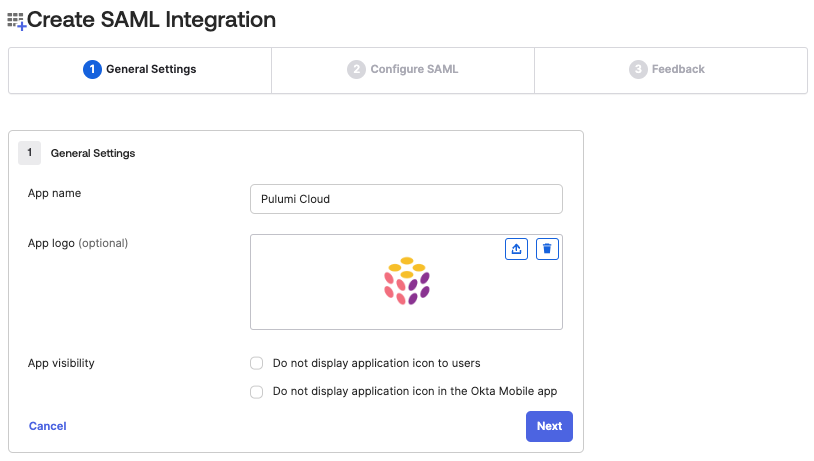 Create SAML Integration
1 General Settings
2 Configure SAML
3 Feedback
1 General Settings
App name
Pulumi Cloud
App logo (optional)
App visibility
Do not display application icon to users
Do not display application icon in the Okta Mobile app
Cancel
Next